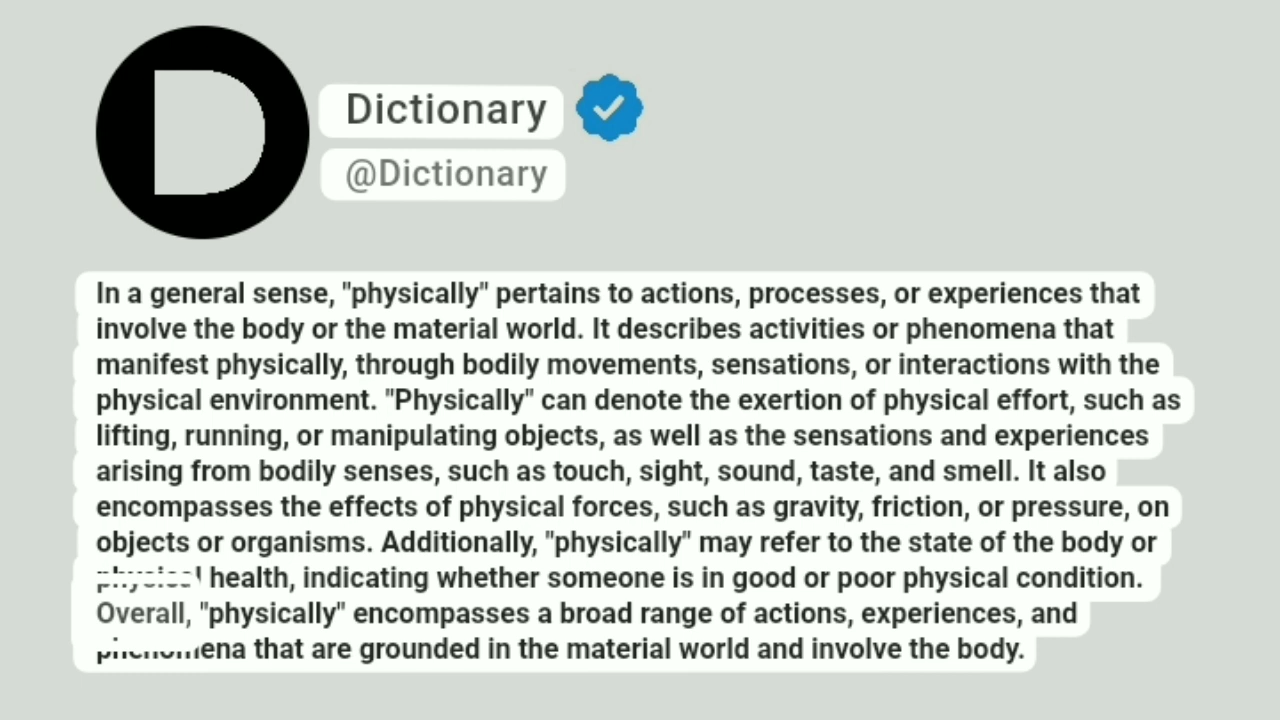 D
Dictionary
@Dictionary
In a general sense, "physically" pertains to actions, processes, or experiences that
involve the body or the material world. It describes activities or phenomena that
manifest physically, through bodily movements, sensations, or interactions with the
physical environment. "Physically" can denote the exertion of physical effort, such as
lifting, running, or manipulating objects, as well as the sensations and experiences
arising from bodily senses, such as touch, sight, sound, taste, and smell. It also
encompasses the effects of physical forces, such as gravity, friction, or pressure, on
objects or organisms. Additionally, "physically" may refer to the state of the body or
physical health, indicating whether someone is in good or poor physical condition.
Overall, "physically" encompasses a broad range of actions, experiences, and
phenomena that are grounded in the material world and involve the body.